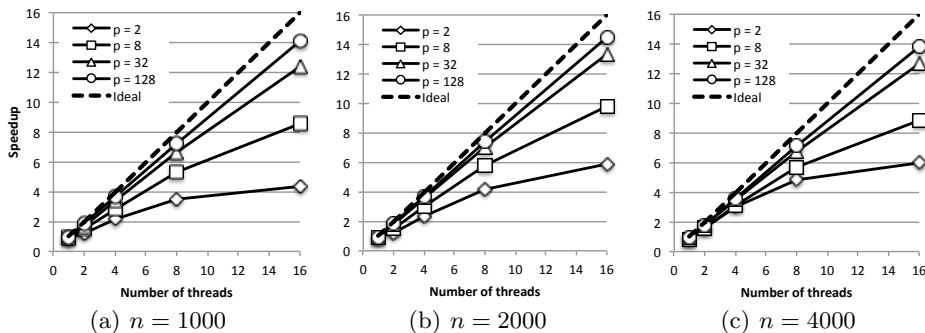 16
14
12
10
8
6
4
2
0
Speedup
p = 2
p = 8
p = 32
p = 128
Ideal
0 2 4 6 8 10 12 14 16
Number of threads
(a) n = 1000
16
14
12
10
8
6
4
2
0
p = 2
p = 8
p = 32
p = 128
Ideal
0 2 4 6 8 10 12 14 16
Number of threads
(b) n = 2000
16
14
12
10
8
6
4
2
0
p = 2
p = 8
p = 32
p = 128
Ideal
0 2 4 6 8 10 12 14 16
Number of threads
(c) n = 4000